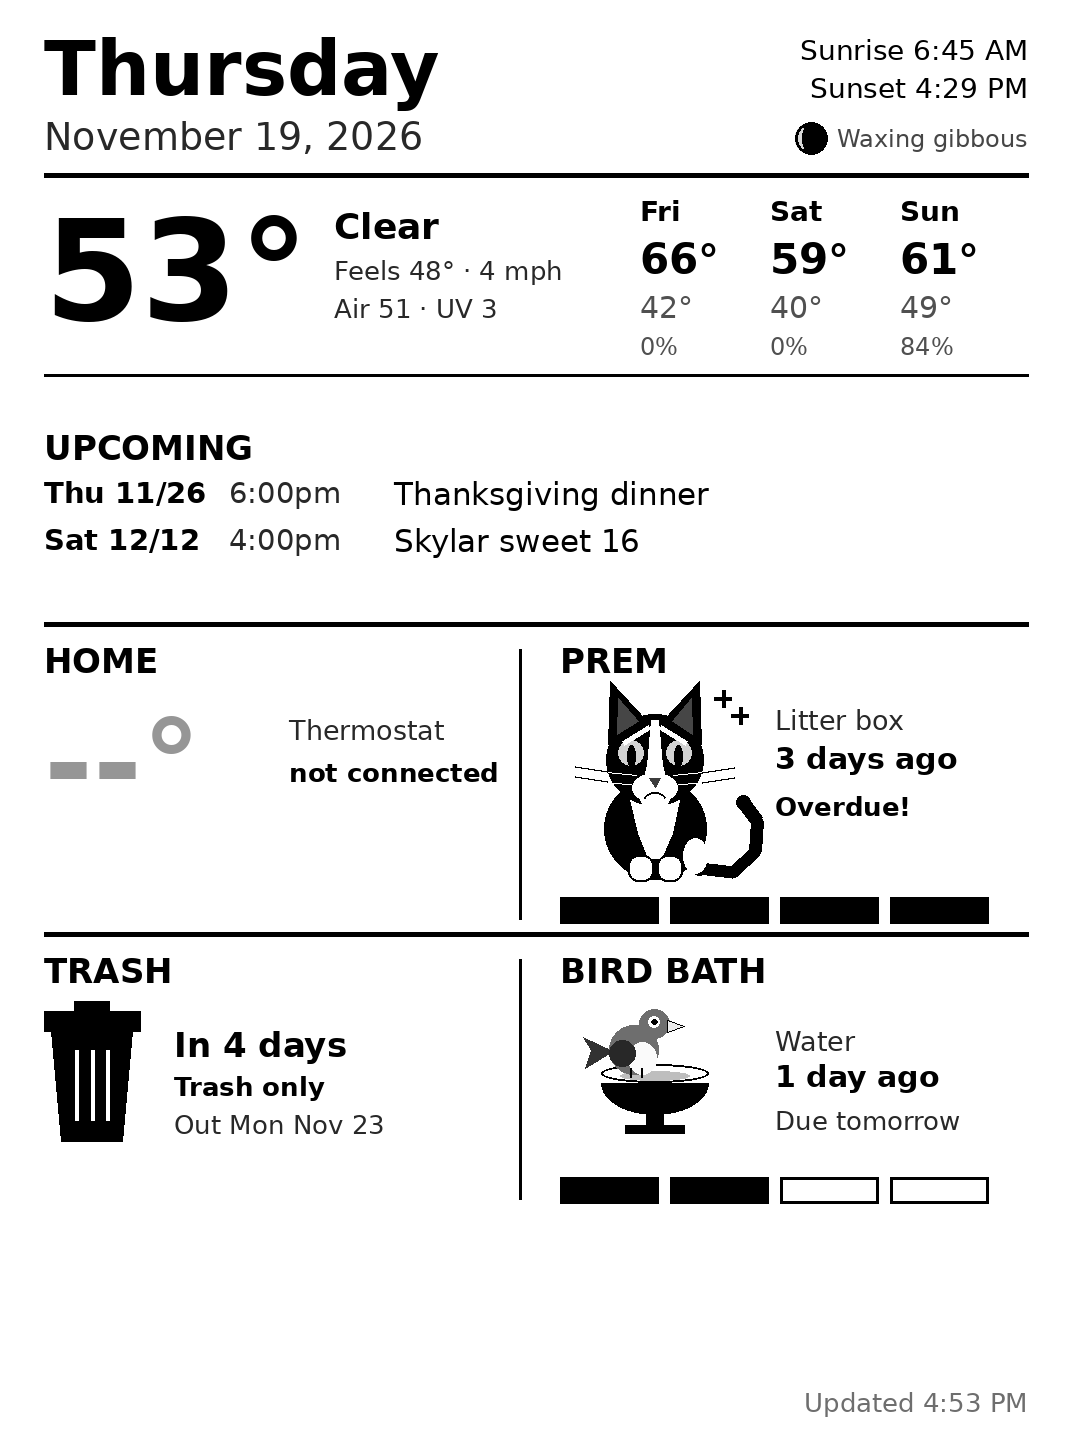 Thursday
November 19, 2026
Sunrise 6:45 AM
Sunset 4:29 PM
Waxing gibbous
53°
Clear
Feels 48° · 4 mph
Air 51 · UV 3
Fri Sat Sun
66° 59° 61°
42° 40° 49°
0% 0% 84%
UPCOMING
Thu 11/26 6:00pm Thanksgiving dinner
Sat 12/12 4:00pm Skylar sweet 16
HOME
--°
Thermostat
not connected
PREM
Litter box
3 days ago
Overdue!
TRASH
In 4 days
Trash only
Out Mon Nov 23
BIRD BATH
Water
1 day ago
Due tomorrow
Updated 4:53 PM